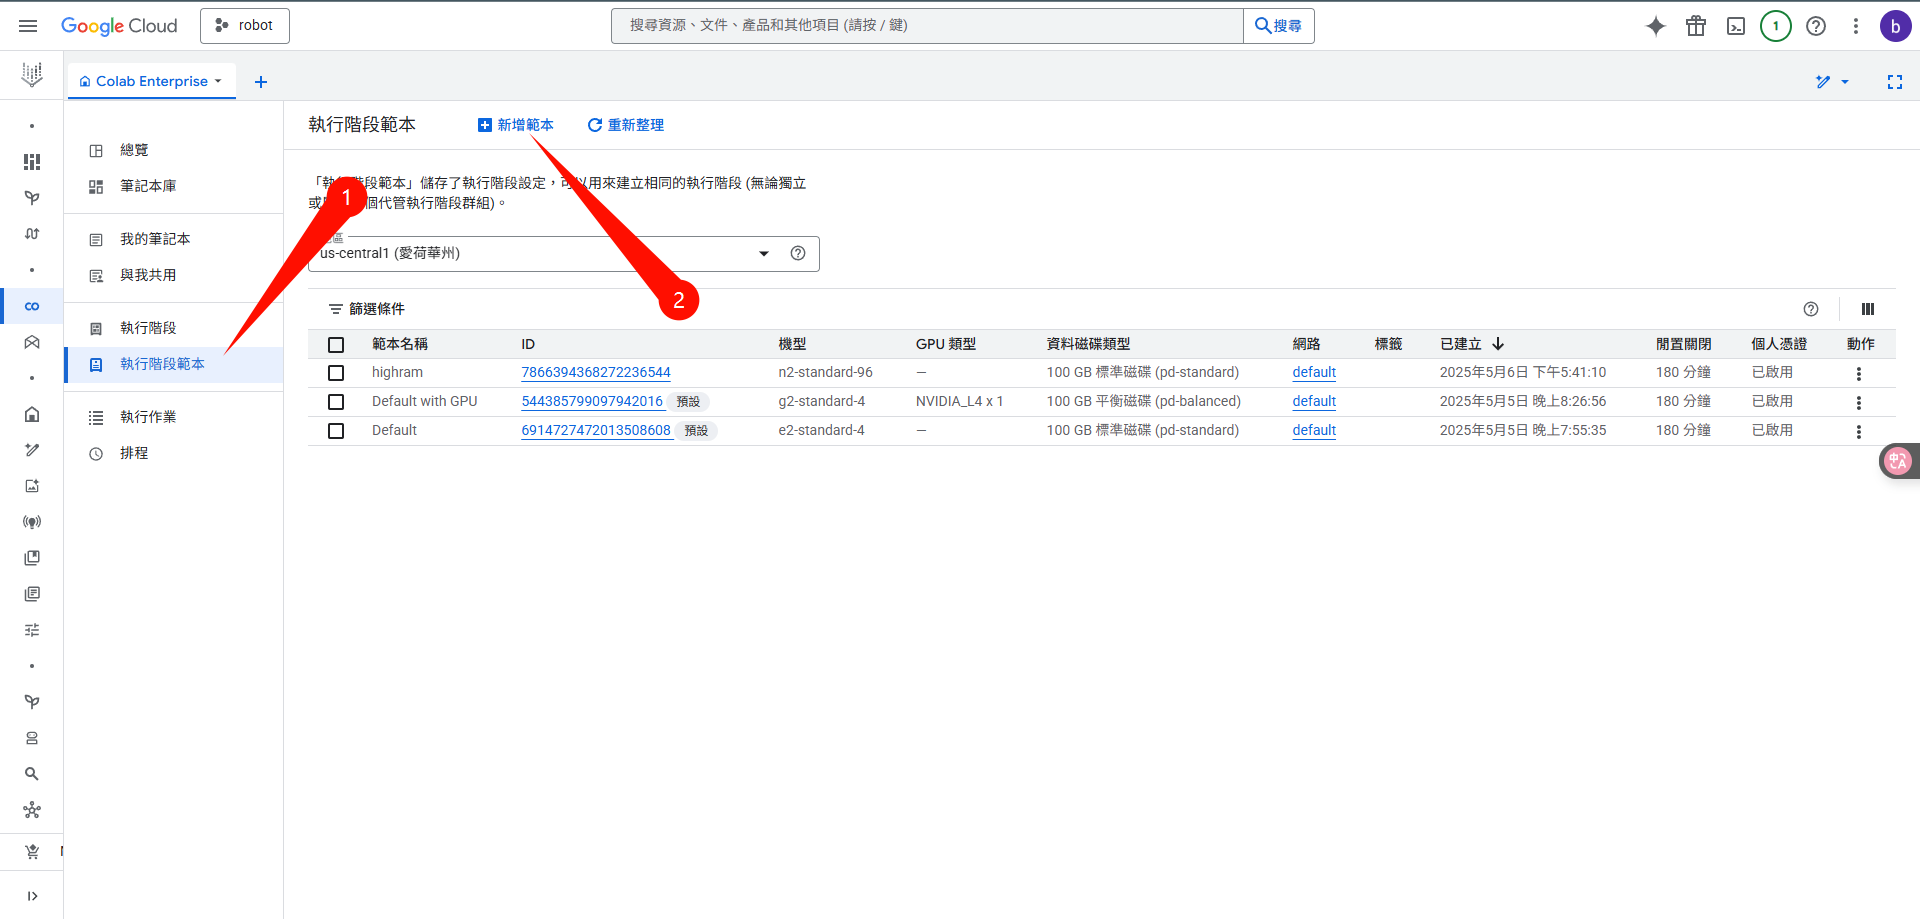 Google Cloud
robot
搜尋資源、文件、產品和其他項目 (請按 / 鍵)
搜尋
1
b
Colab Enterprise
總覽
筆記本庫
我的筆記本
與我共用
執行階段
執行階段範本
執行作業
排程
執行階段範本
新增範本
重新整理
「執行階段範本」儲存了執行階段設定，可以用來建立相同的執行階段 (無論獨立
或 個代管執行階段群組)。
1
2
區
us-central1 (愛荷華州)
篩選條件
範本名稱 ID 機型 GPU 類型 資料磁碟類型 網路 標籤 已建立 閒置關閉 個人憑證 動作
highram 7866394368272236544 n2-standard-96 — 100 GB 標準磁碟 (pd-standard) default 2025年5月6日 下午5:41:10 180 分鐘 已啟用
Default with GPU 544385799097942016 預設 g2-standard-4 NVIDIA_L4 x 1 100 GB 平衡磁碟 (pd-balanced) default 2025年5月5日 晚上8:26:56 180 分鐘 已啟用
Default 6914727472013508608 預設 e2-standard-4 — 100 GB 標準磁碟 (pd-standard) default 2025年5月5日 晚上7:55:35 180 分鐘 已啟用
中A